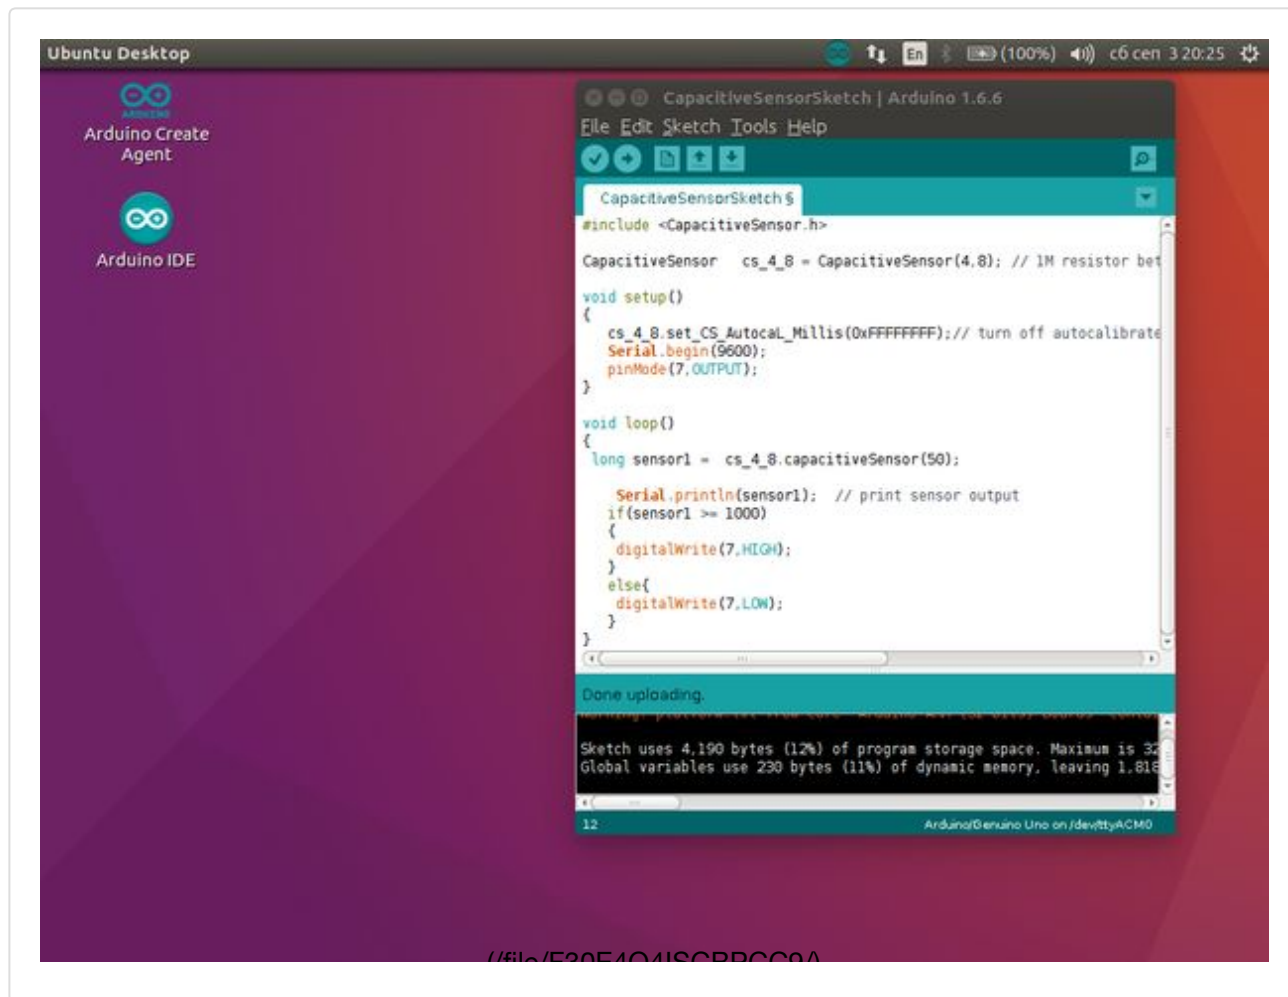 Ubuntu Desktop
En (100%) сб сеп 3 20:25
ARDUINO
Arduino Create
Agent
Arduino IDE
CapacitiveSensorSketch | Arduino 1.6.6
File Edit Sketch Tools Help
CapacitiveSensorSketch §
#include <CapacitiveSensor.h>
CapacitiveSensor cs_4_8 = CapacitiveSensor(4,8); // 1M resistor bet
void setup()
{
cs_4_8.set_CS_AutocaL_Millis(0xFFFFFFFF);// turn off autocalibrate
Serial.begin(9600);
pinMode(7,OUTPUT);
}
void loop()
{
long sensor1 = cs_4_8.capacitiveSensor(50);
Serial.println(sensor1); // print sensor output
if(sensor1 >= 1000)
{
digitalWrite(7,HIGH);
}
else{
digitalWrite(7,LOW);
}
}
Done uploading.
Sketch uses 4,190 bytes (12%) of program storage space. Maximum is 32
Global variables use 230 bytes (11%) of dynamic memory, leaving 1,818
12
Arduino/Genuino Uno on /dev/ttyACM0